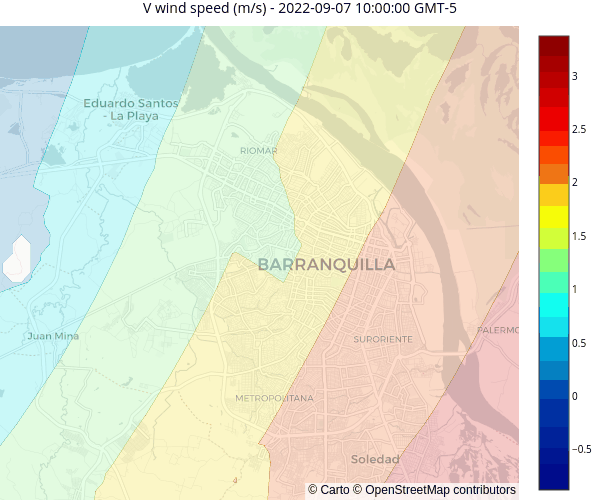 V wind speed (m/s) - 2022-09-07 10:00:00 GMT-5
Eduardo Santos
- La Playa
RIOMAR
BARRANQUILLA
Juan Mina
SURORIENTE
PALERMO
METROPOLITANA
Soledad
4
© Carto © OpenStreetMap contributors
3
2.5
2
1.5
1
0.5
0
−0.5